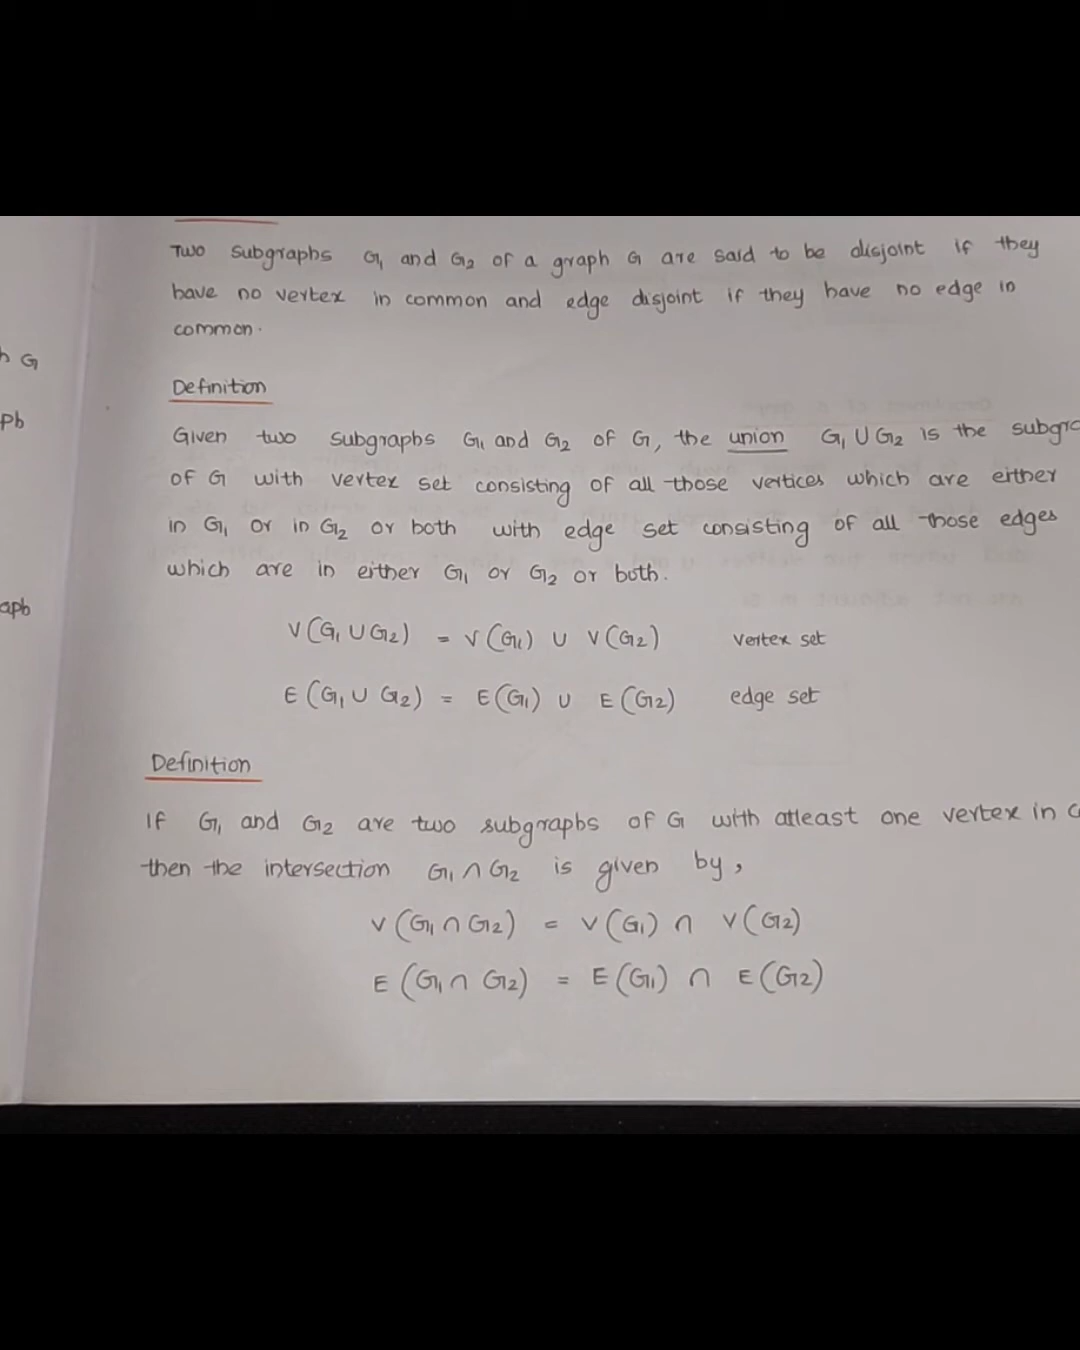 Two subgraphs G1 and G2 of a graph G are said to be disjoint if they
have no vertex in common and edge disjoint if they have no edge in
common.
G
Definition
Given two subgraphs G1 and G2 of G, the union G1 ∪ G2 is the subgra
of G with vertex set consisting of all those vertices which are either
in G1 or in G2 or both with edge set consisting of all those edges
which are in either G1 or G2 or both.
aph
V(G1 ∪ G2) = V(G1) ∪ V(G2) vertex set
E(G1 ∪ G2) = E(G1) ∪ E(G2) edge set
Definition
If G1 and G2 are two subgraphs of G with atleast one vertex in
then the intersection G1 ∩ G2 is given by,
V(G1 ∩ G2) = V(G1) ∩ V(G2)
E(G1 ∩ G2) = E(G1) ∩ E(G2)